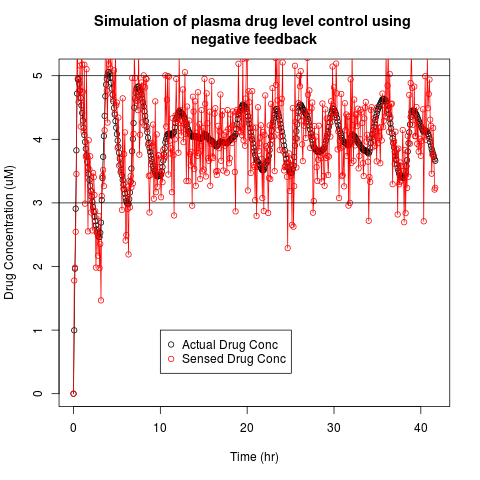 Simulation of plasma drug level control using
negative feedback
Drug Concentration (uM)
5
4
3
2
1
0
Actual Drug Conc
Sensed Drug Conc
0 10 20 30 40
Time (hr)